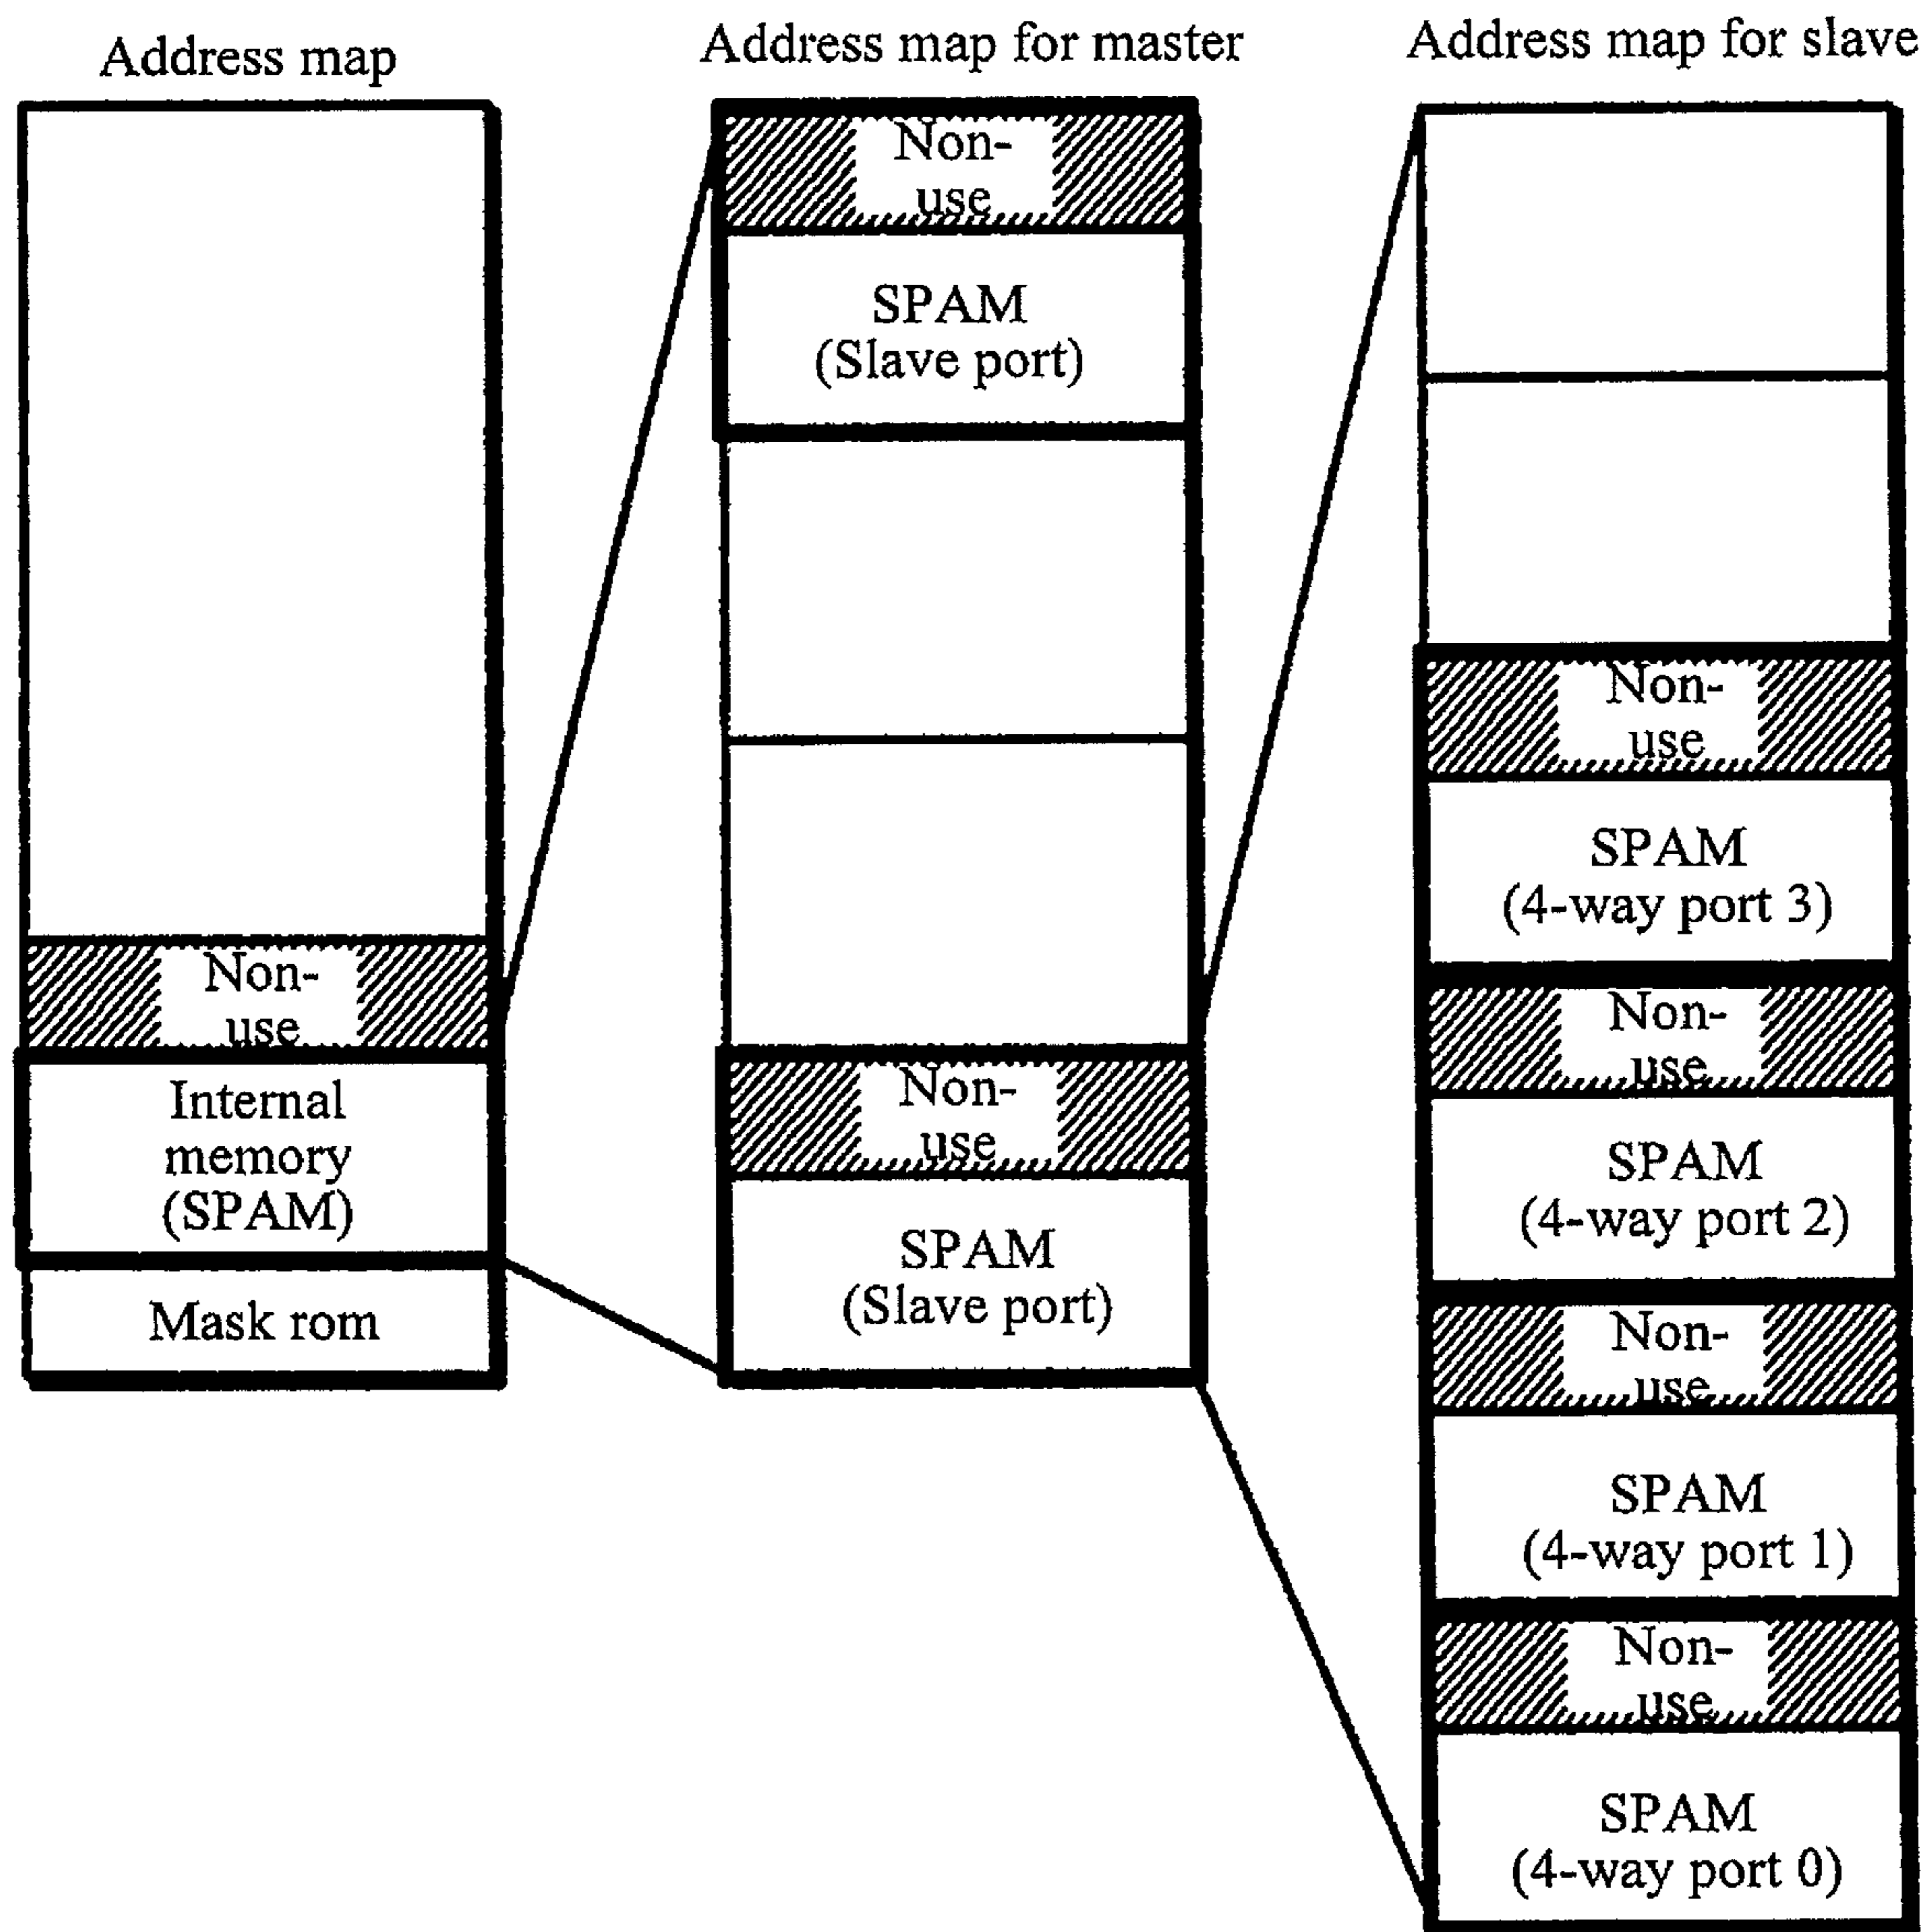 Address map
Non-
use
Internal
memory
(SPAM)
Mask rom
Address map for master
Non-
use
SPAM
(Slave port)
Non-
use
SPAM
(Slave port)
Address map for slave
Non-
use
SPAM
(4-way port 3)
Non-
use
SPAM
(4-way port 2)
Non-
use
SPAM
(4-way port 1)
Non-
use
SPAM
(4-way port 0)